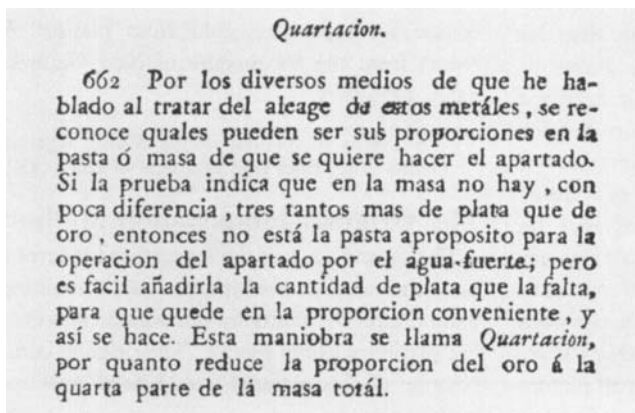 Quartacion.
662 Por los diversos medios de que he ha-
blado al tratar del aleage de estos metáles, se re-
conoce quales pueden ser sus proporciones en la
pasta ó masa de que se quiere hacer el apartado.
Si la prueba indica que en la masa no hay, con
poca diferencia, tres tantos mas de plata que de
oro, entonces no está la pasta aproposito para la
operacion del apartado por el agua-fuerte; pero
es facil añadirla la cantidad de plata que la falta,
para que quede en la proporcion conveniente, y
así se hace. Esta maniobra se llama Quartacion,
por quanto reduce la proporcion del oro á la
quarta parte de la masa totál.